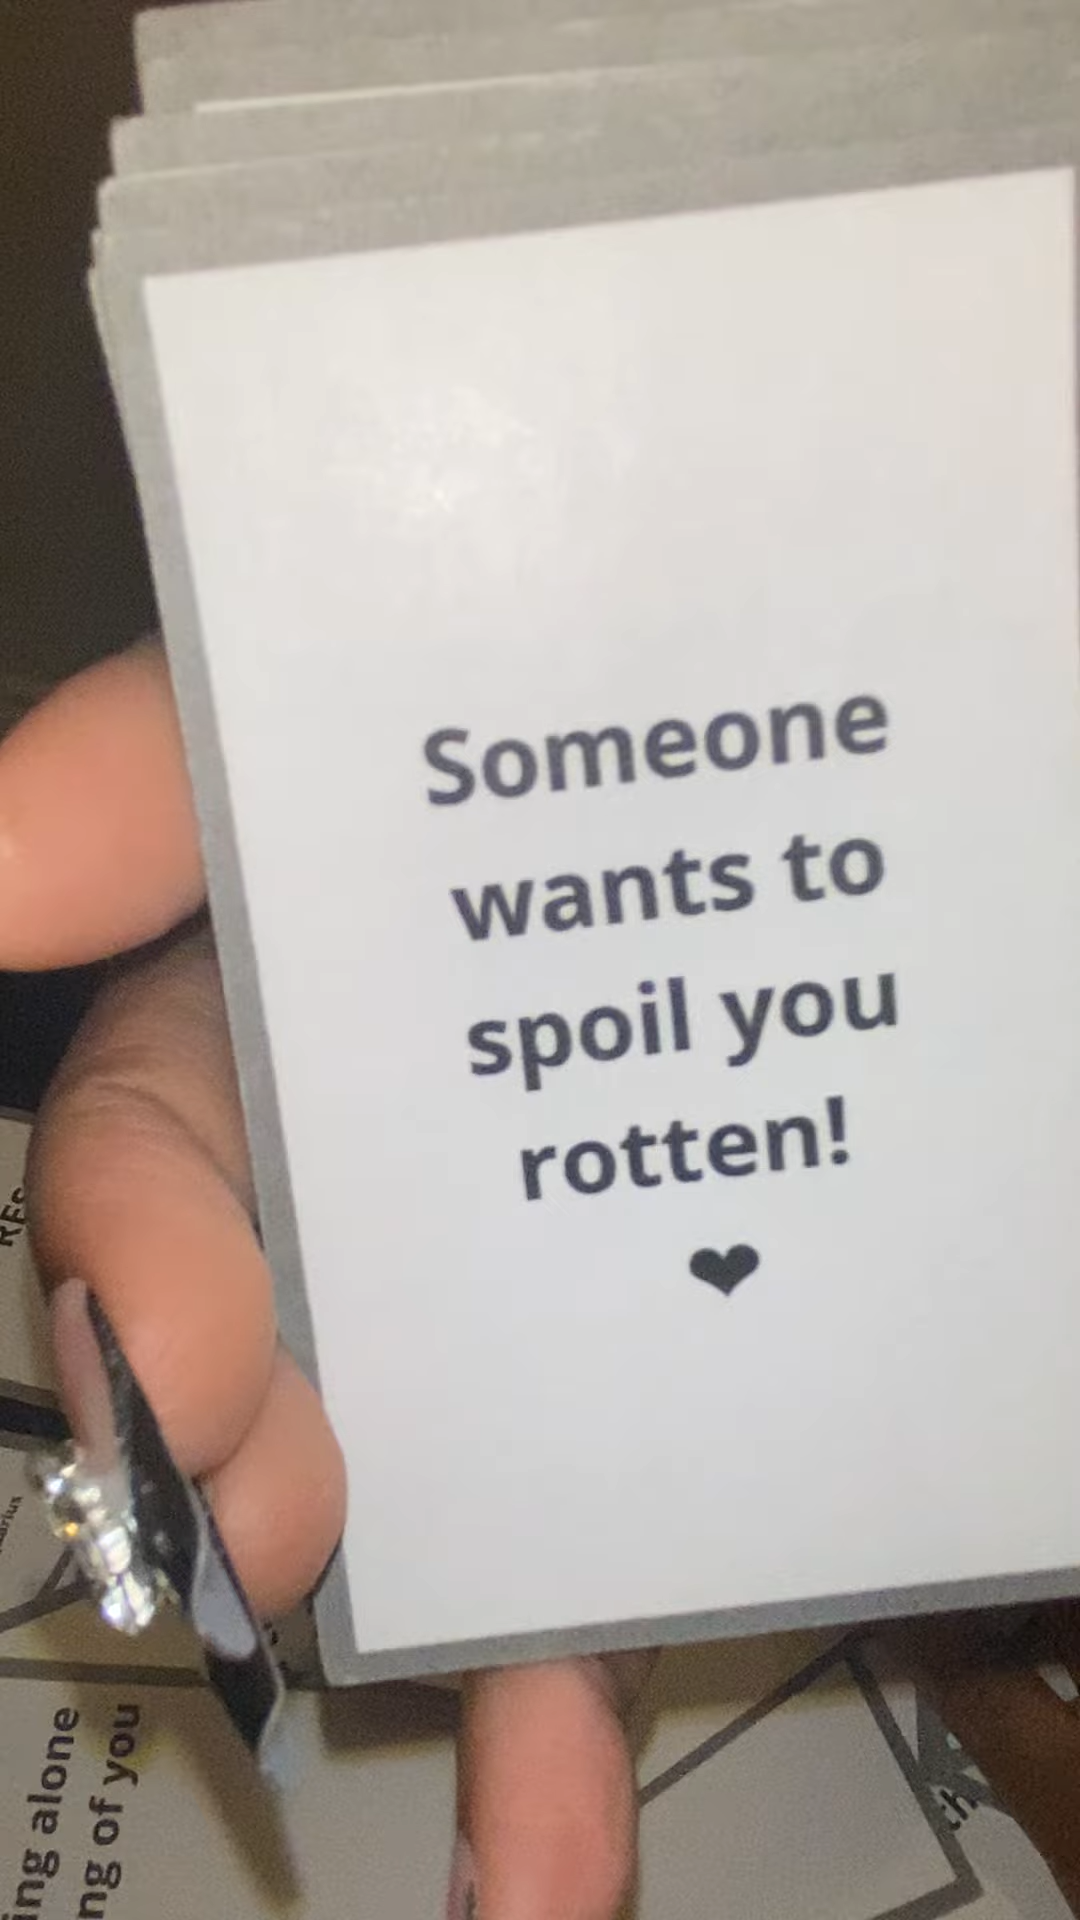 Someone
wants to
spoil you
rotten!
❤
ing alone
ng of you